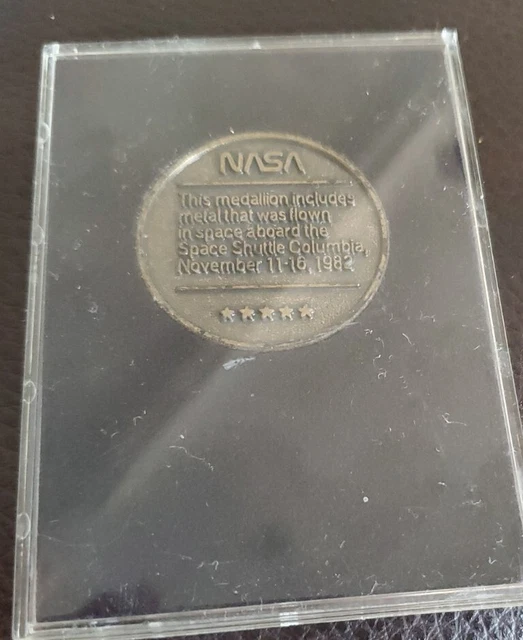 NASA
This medallion includes
metal that was flown
in space aboard the
Space Shuttle Columbia,
November 11-16, 1982